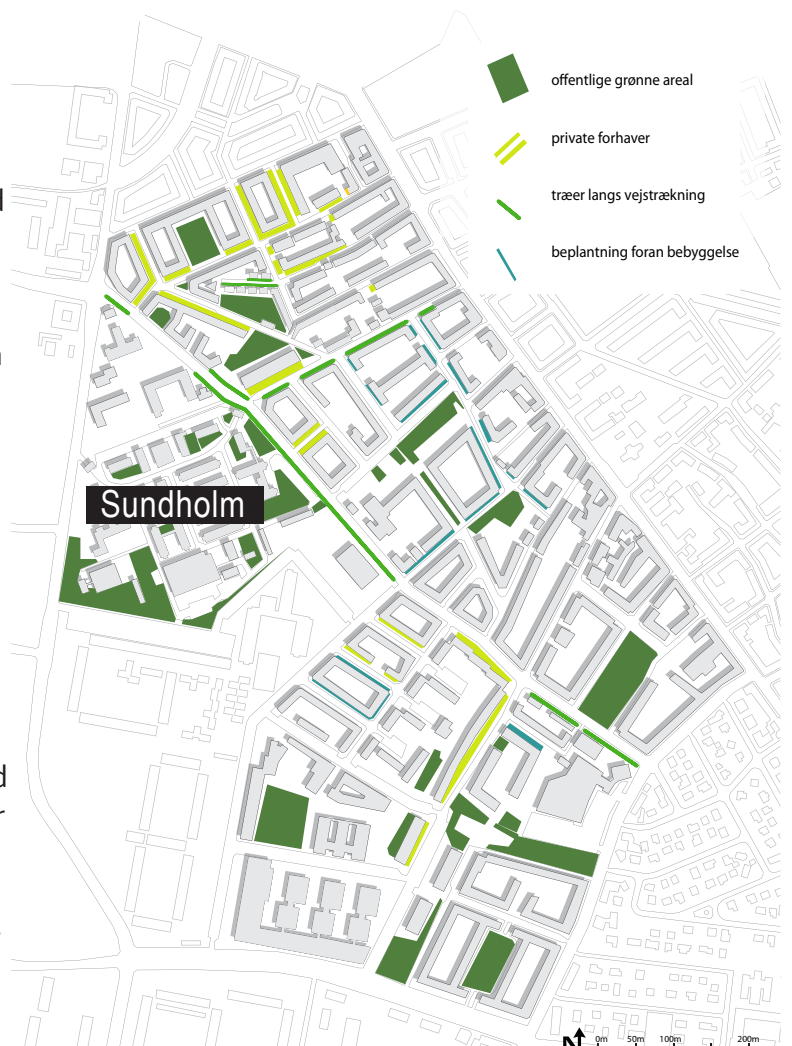 offentlige grønne areal
private forhaver
træer langs vejstrækning
beplantning foran bebyggelse
d
n
Sundholm
d
r
N 0m 50m 100m 200m